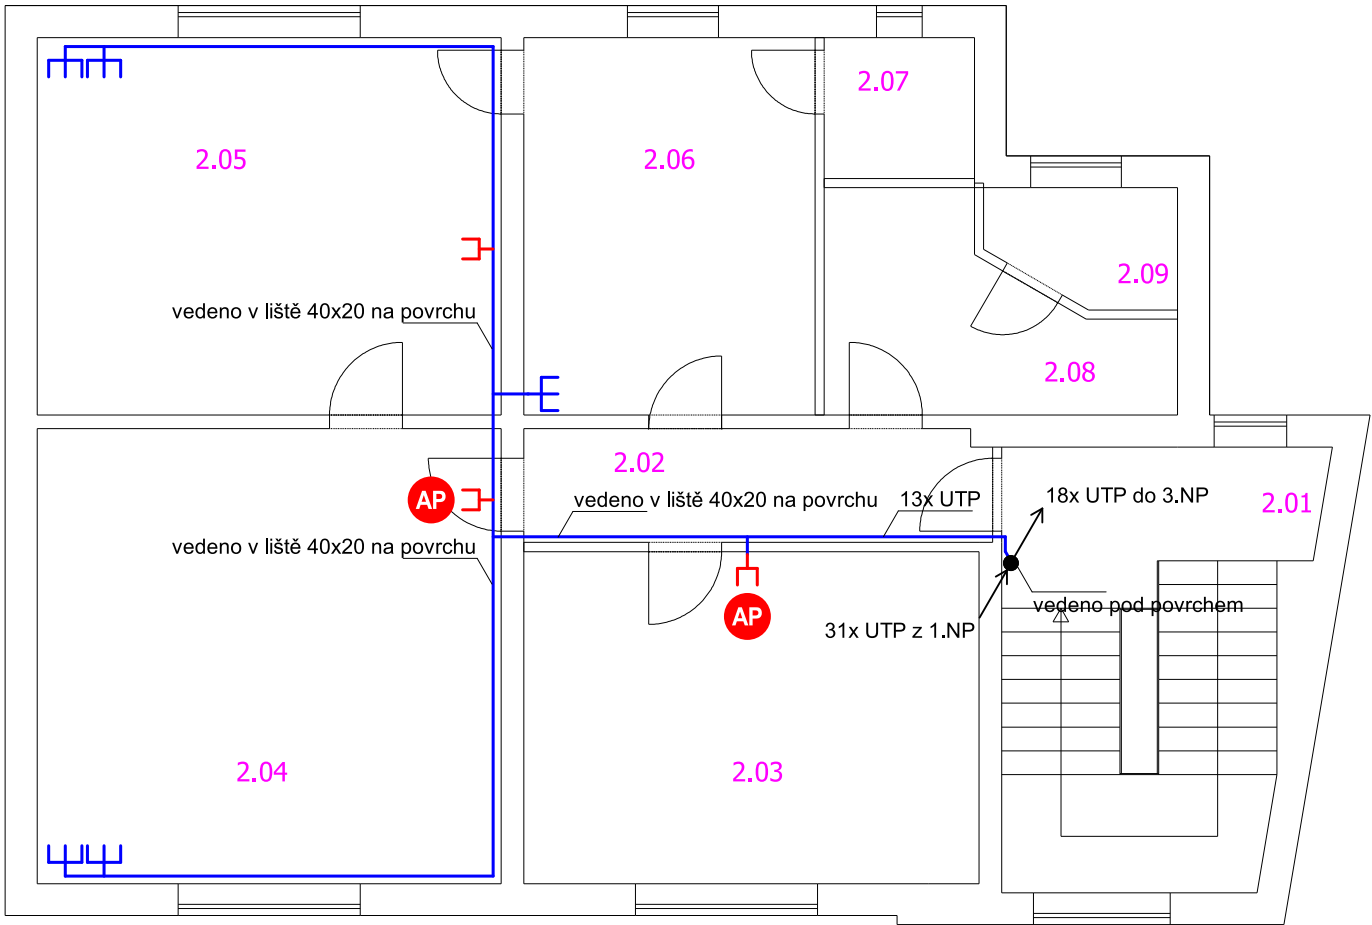 2.07
2.05
2.06
2.09
vedeno v liště 40x20 na povrchu
2.08
2.02
AP
vedeno v liště 40x20 na povrchu
13x UTP
18x UTP do 3.NP
2.01
vedeno v liště 40x20 na povrchu
vedeno pod povrchem
AP
31x UTP z 1.NP
2.04
2.03